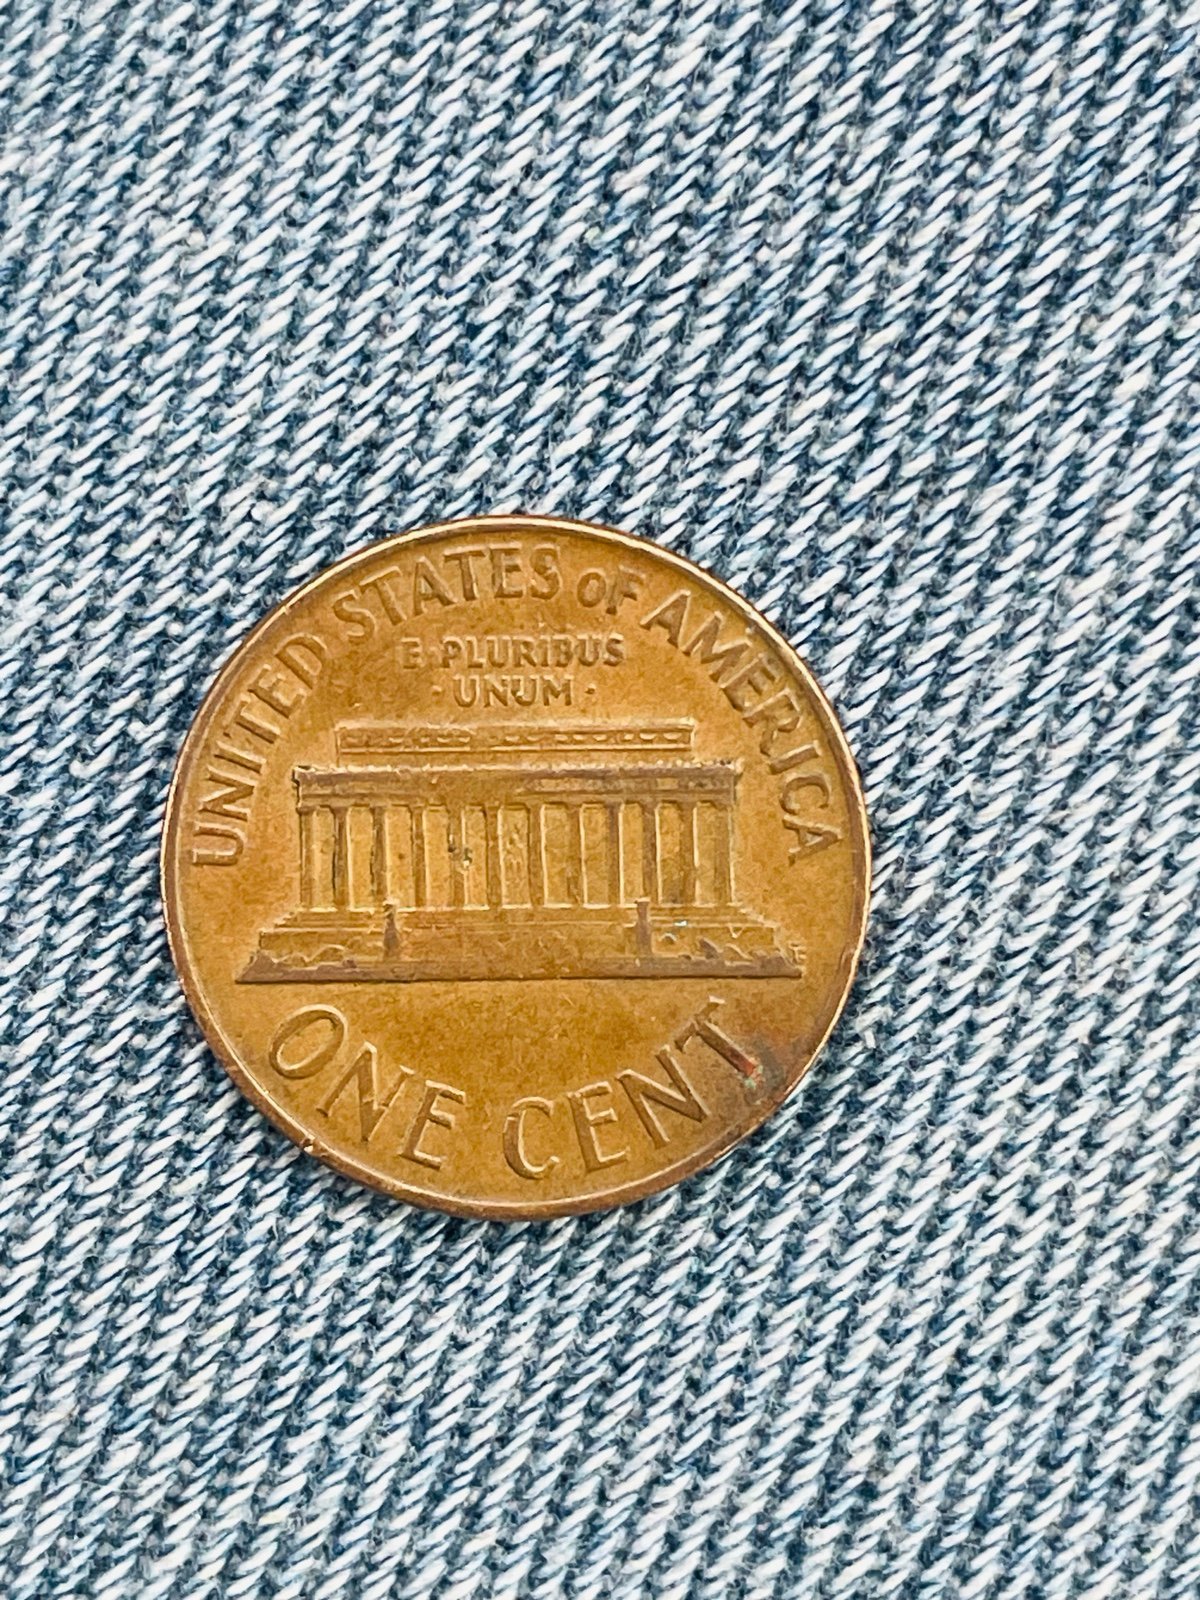 UNITED STATES OF AMERICA
E·PLURIBUS
·UNUM·
ONE CENT